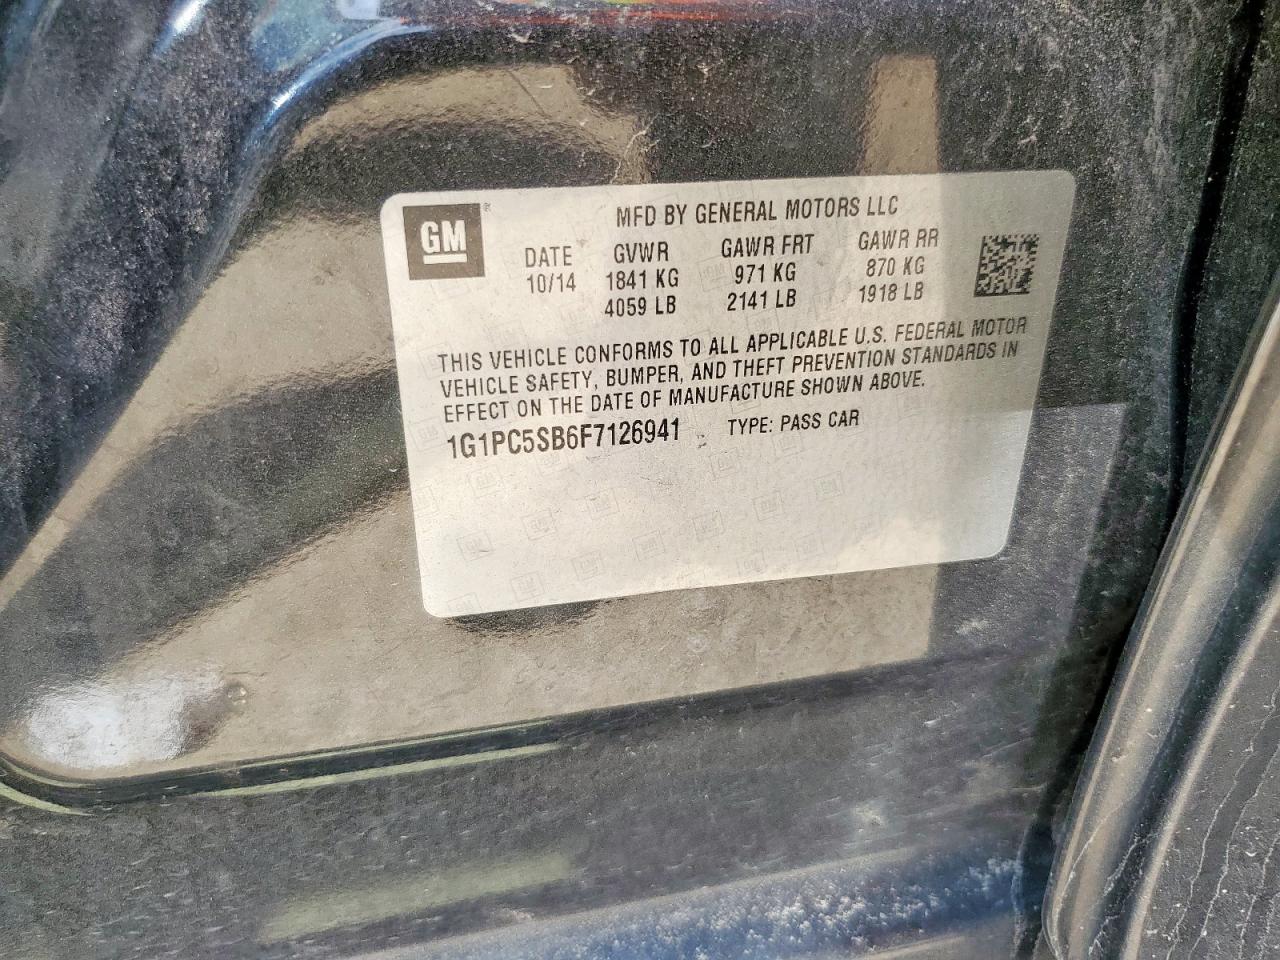 GM
MFD BY GENERAL MOTORS LLC
DATE GVWR GAWR FRT GAWR RR
10/14 1841 KG 971 KG 870 KG
4059 LB 2141 LB 1918 LB
THIS VEHICLE CONFORMS TO ALL APPLICABLE U.S. FEDERAL MOTOR
VEHICLE SAFETY, BUMPER, AND THEFT PREVENTION STANDARDS IN
EFFECT ON THE DATE OF MANUFACTURE SHOWN ABOVE.
1G1PC5SB6F7126941 TYPE: PASS CAR